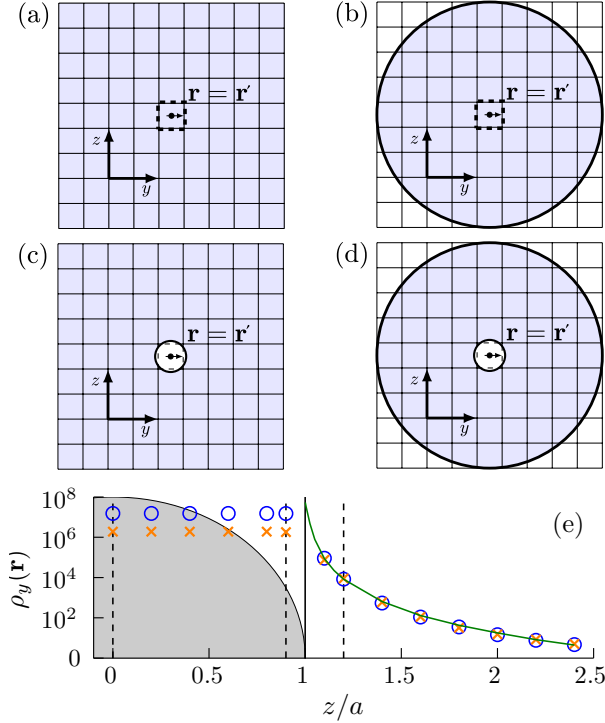 (a)
r = r′
z
y
(b)
r = r′
z
y
(c)
r = r′
z
y
(d)
r = r′
z
y
(e)
ρ_y(r)
10^8
10^6
10^4
10^2
0
0 0.5 1 1.5 2 2.5
z/a